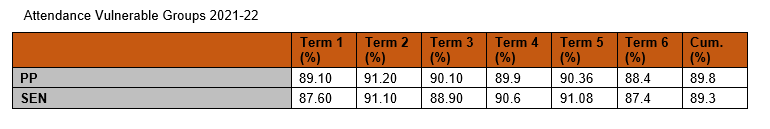 Attendance Vulnerable Groups 2021-22
Term 1 (%) Term 2 (%) Term 3 (%) Term 4 (%) Term 5 (%) Term 6 (%) Cum. (%)
PP 89.10 91.20 90.10 89.9 90.36 88.4 89.8
SEN 87.60 91.10 88.90 90.6 91.08 87.4 89.3